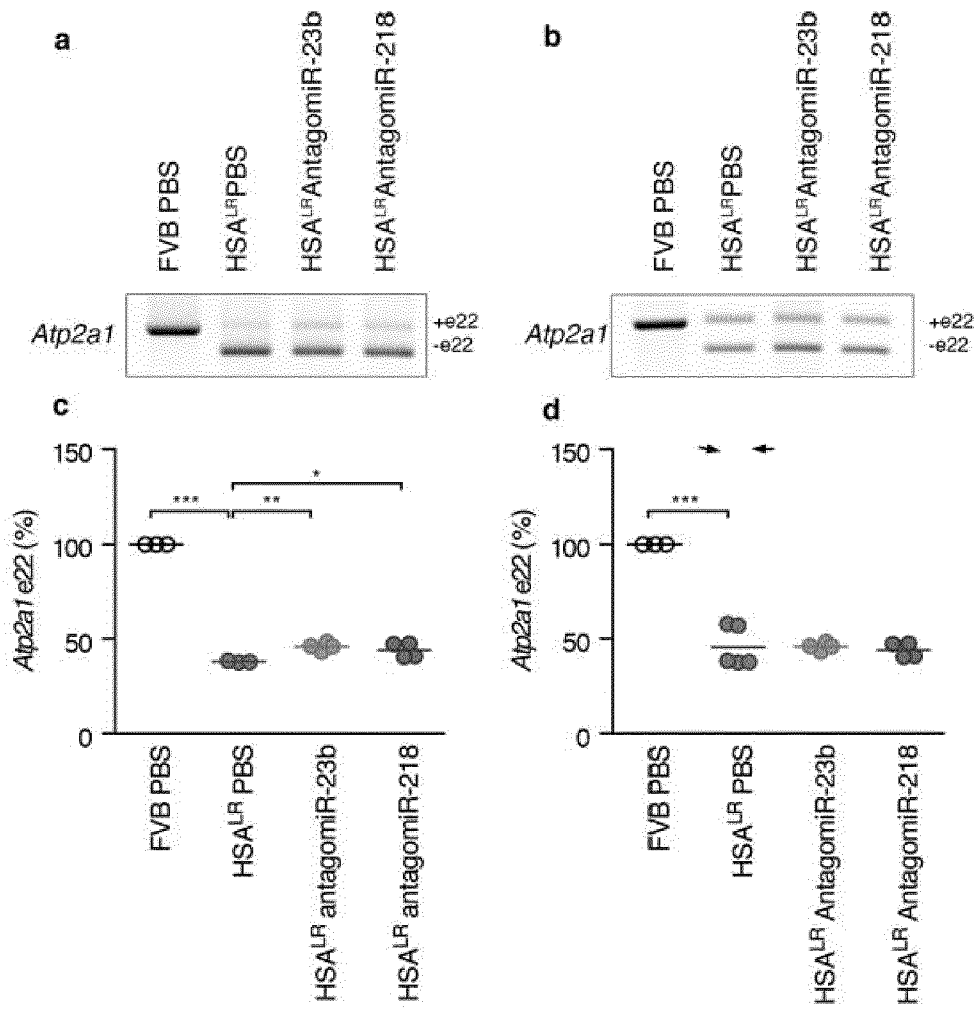 a
FVB PBS
HSALRPBS
HSALRAntagomiR-23b
HSALRAntagomiR-218
Atp2a1
+e22
-e22
b
FVB PBS
HSALRPBS
HSALRAntagomiR-23b
HSALRAntagomiR-218
Atp2a1
+e22
-e22
c
Atp2a1 e22 (%)
150
100
50
0
***
**
*
FVB PBS
HSALR PBS
HSALR antagomiR-23b
HSALR antagomiR-218
d
Atp2a1 e22 (%)
150
100
50
0
***
FVB PBS
HSALR PBS
HSALR AntagomiR-23b
HSALR AntagomiR-218